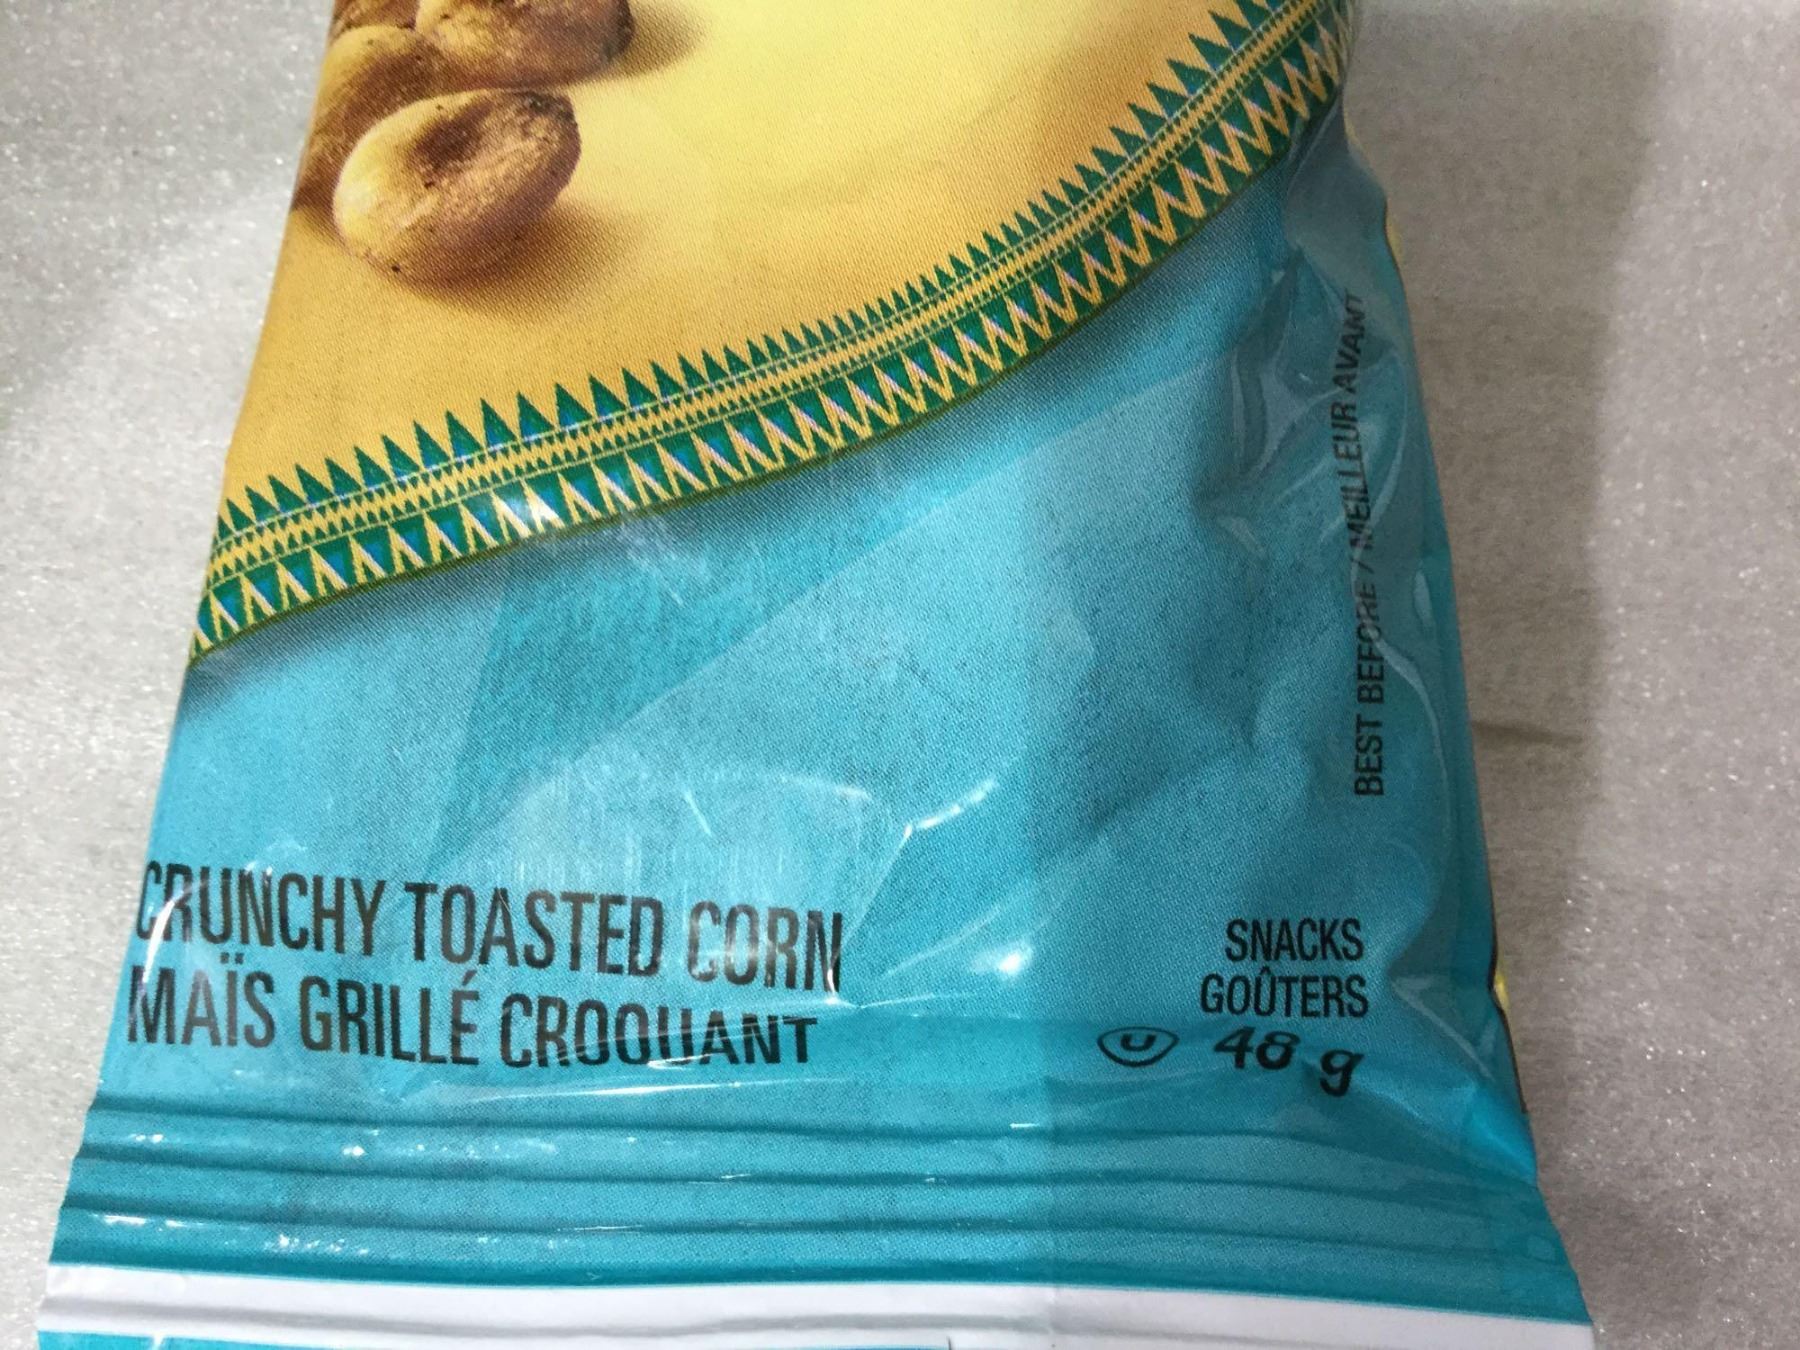 CRUNCHY TOASTED CORN
MAÏS GRILLÉ CROQUANT
SNACKS
GOÛTERS
U 48 g
BEST BEFORE / MEILLEUR AVANT